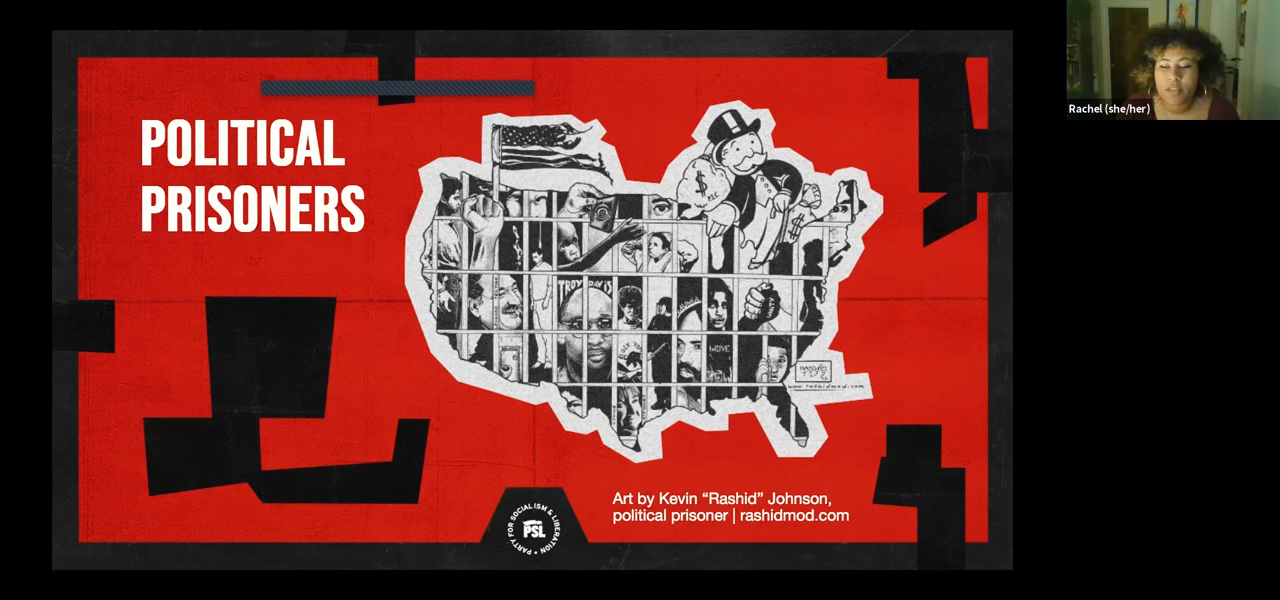 POLITICAL
PRISONERS
Rachel (she/her)
$
$
TROY DAVIS
MOVE
www.rashidmod.com
Art by Kevin “Rashid” Johnson,
political prisoner | rashidmod.com
PARTY FOR SOCIALISM & LIBERATION •
PSL